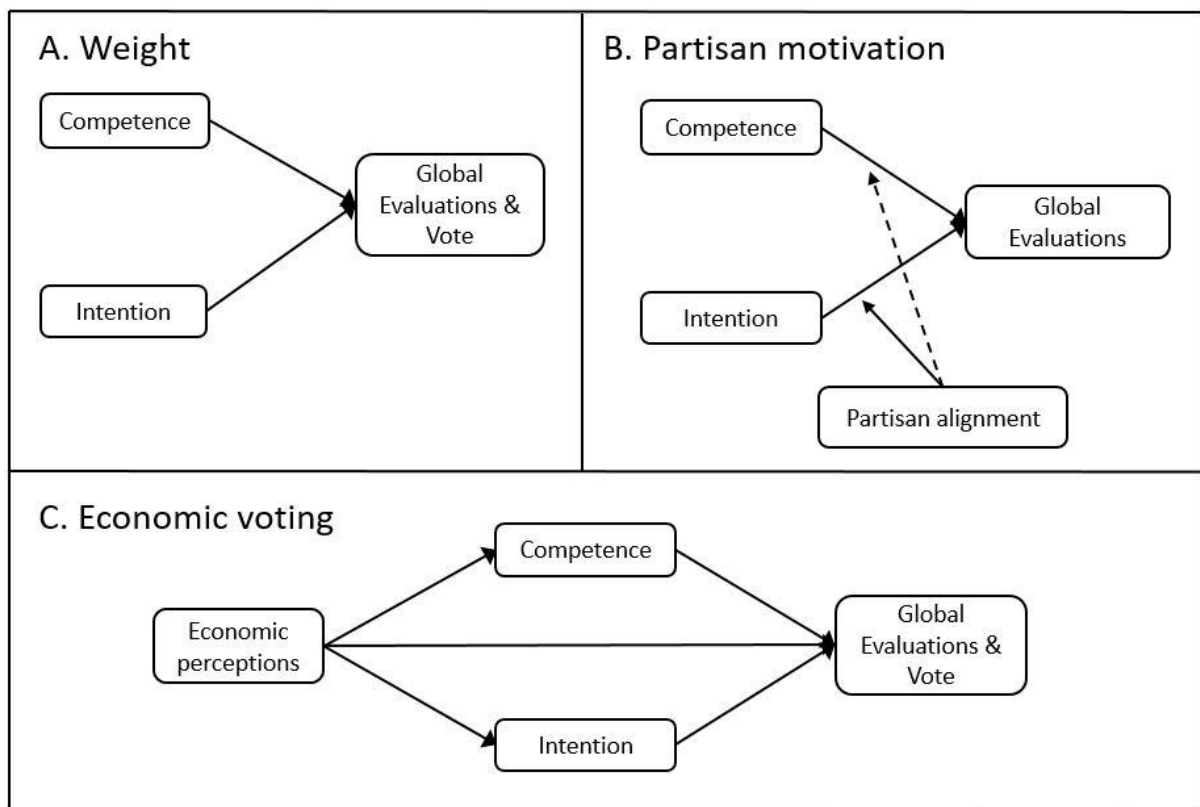 A. Weight
Competence
Global
Evaluations &
Vote
Intention
B. Partisan motivation
Competence
Global
Evaluations
Intention
Partisan alignment
C. Economic voting
Competence
Economic
perceptions
Global
Evaluations &
Vote
Intention